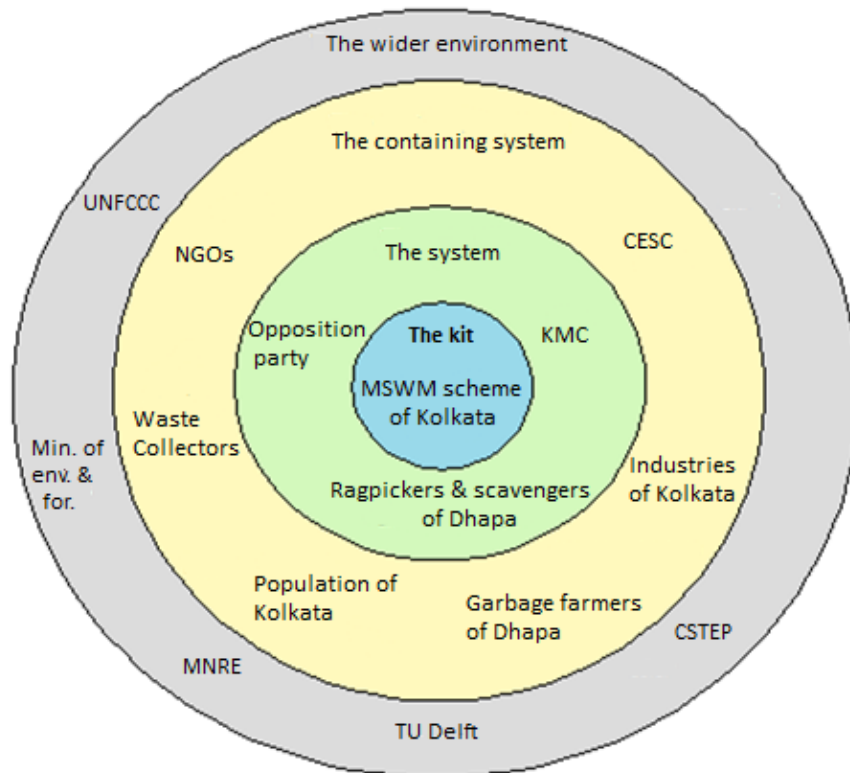 The wider environment
The containing system
UNFCCC
NGOs
CESC
The system
Opposition
party
The kit
KMC
MSWM scheme
of Kolkata
Waste
Collectors
Min. of
env. &
for.
Industries
of Kolkata
Ragpickers & scavengers
of Dhapa
Population of
Kolkata
Garbage farmers
of Dhapa
CSTEP
MNRE
TU Delft